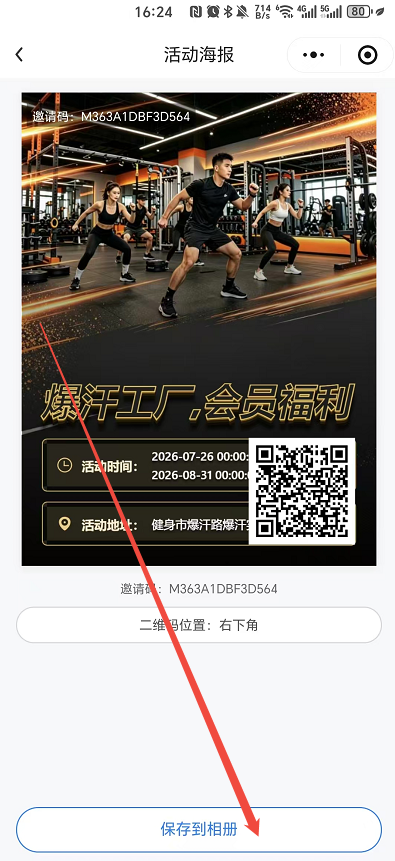 16:24
714 B/s
6
4G
5G
80
活动海报
邀请码：M363A1DBF3D564
爆汗工厂,会员福利
活动时间：
2026-07-26 00:00:
2026-08-31 00:00:
活动地址：
健身市爆汗路爆汗
邀请码：M363A1DBF3D564
二维码位置：右下角
保存到相册